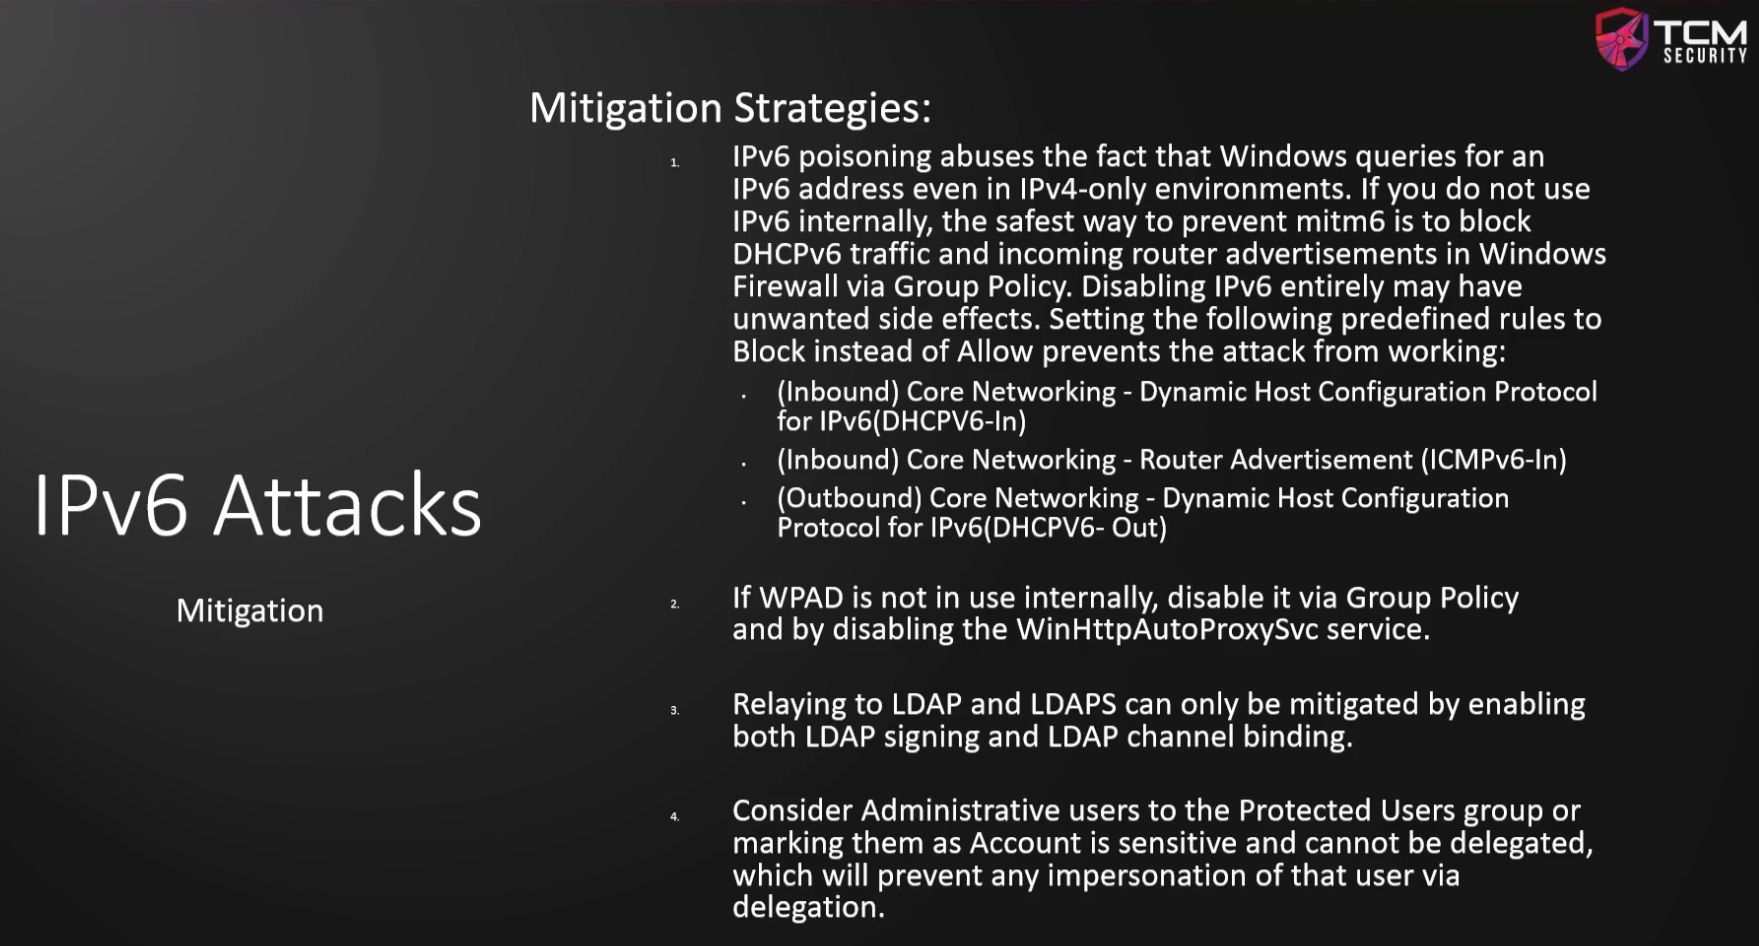 TCM
SECURITY
Mitigation Strategies:
1. IPv6 poisoning abuses the fact that Windows queries for an
IPv6 address even in IPv4-only environments. If you do not use
IPv6 internally, the safest way to prevent mitm6 is to block
DHCPv6 traffic and incoming router advertisements in Windows
Firewall via Group Policy. Disabling IPv6 entirely may have
unwanted side effects. Setting the following predefined rules to
Block instead of Allow prevents the attack from working:
· (Inbound) Core Networking - Dynamic Host Configuration Protocol
for IPv6(DHCPV6-In)
· (Inbound) Core Networking - Router Advertisement (ICMPv6-In)
· (Outbound) Core Networking - Dynamic Host Configuration
Protocol for IPv6(DHCPV6- Out)
IPv6 Attacks
Mitigation
2. If WPAD is not in use internally, disable it via Group Policy
and by disabling the WinHttpAutoProxySvc service.
3. Relaying to LDAP and LDAPS can only be mitigated by enabling
both LDAP signing and LDAP channel binding.
4. Consider Administrative users to the Protected Users group or
marking them as Account is sensitive and cannot be delegated,
which will prevent any impersonation of that user via
delegation.